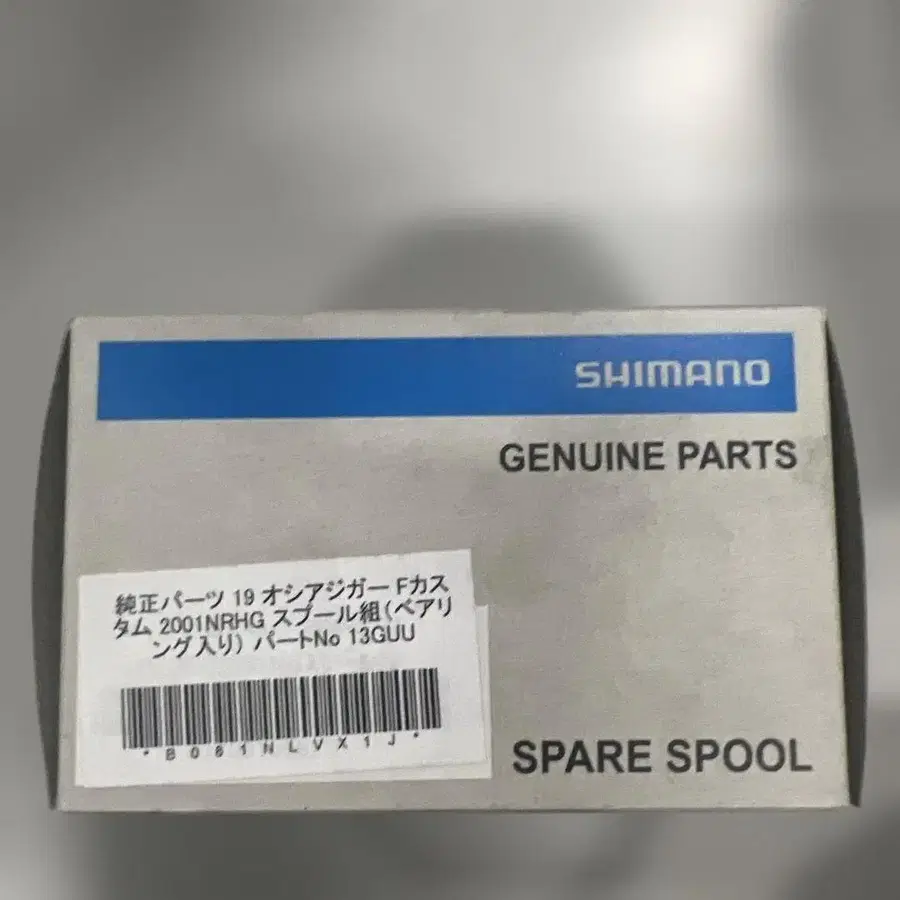 SHIMANO
GENUINE PARTS
純正パーツ 19 オシアジガー Fカス
タム 2001NRHG スプール組(ベアリ
ング入り) パートNo 13GUU
*B081NLVX1J*
SPARE SPOOL